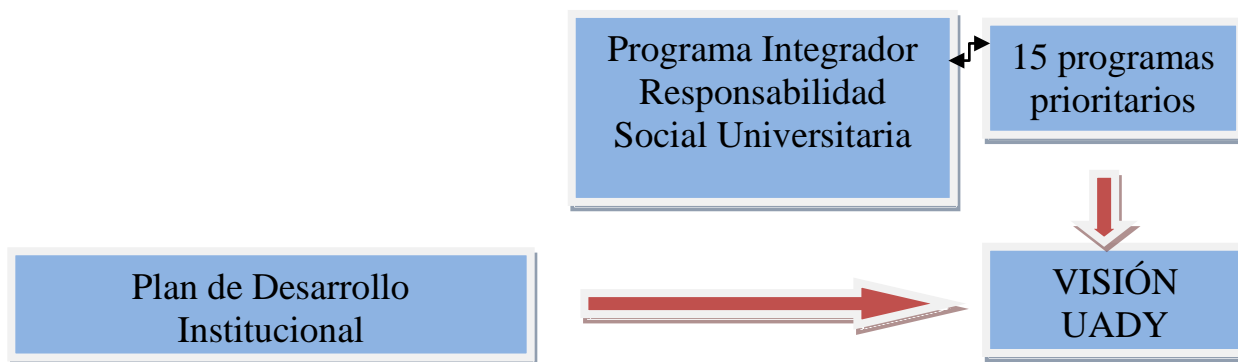 Programa Integrador
Responsabilidad
Social Universitaria
15 programas
prioritarios
Plan de Desarrollo
Institucional
VISIÓN
UADY